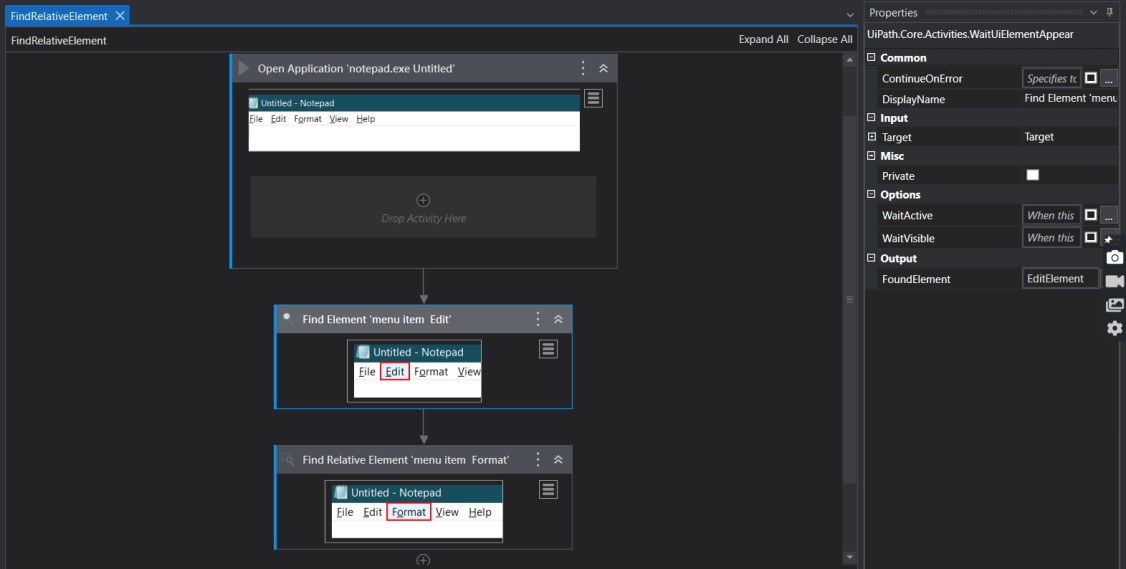 FindRelativeElement
FindRelativeElement
Expand All Collapse All
Open Application 'notepad.exe Untitled'
Untitled - Notepad
File Edit Format View Help
Drop Activity Here
Find Element 'menu item Edit'
Untitled - Notepad
File Edit Format View
Find Relative Element 'menu item Format'
Untitled - Notepad
File Edit Format View Help
Properties
UiPath.Core.Activities.WaitUiElementAppear
Common
ContinueOnError Specifies to ...
DisplayName Find Element 'menu
Input
Target Target
Misc
Private
Options
WaitActive When this ...
WaitVisible When this
Output
FoundElement EditElement